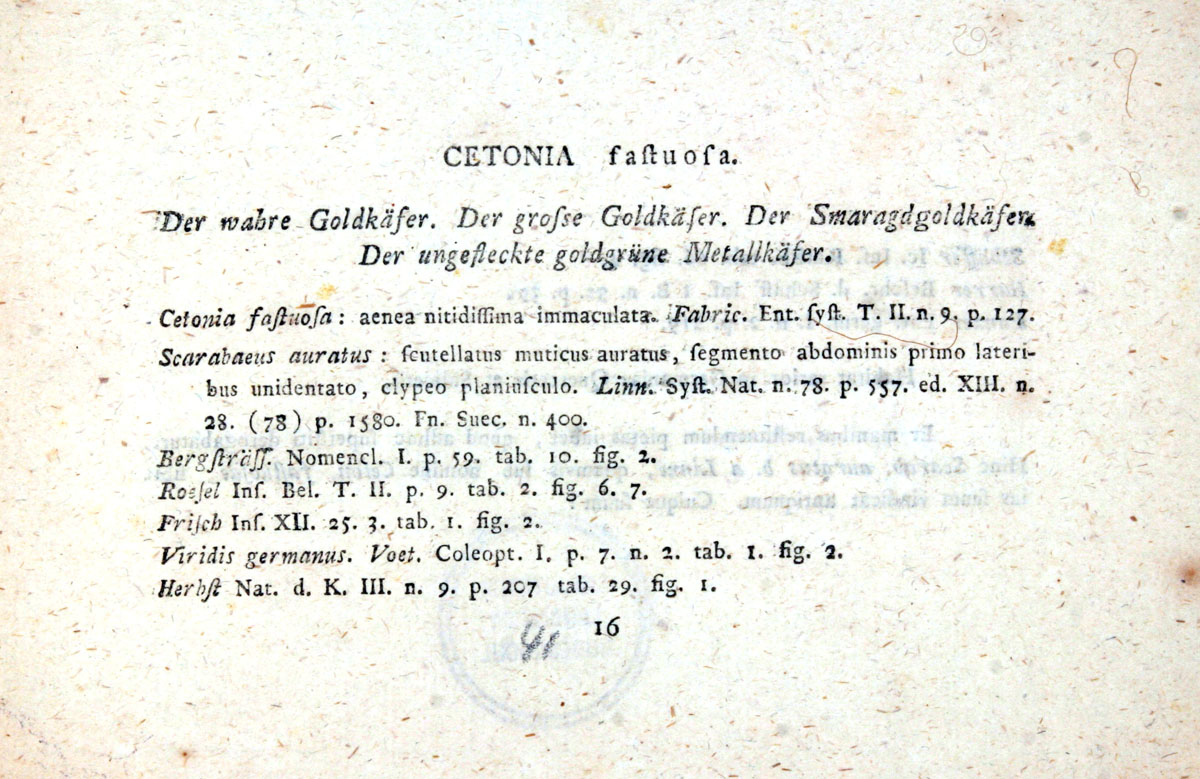 CETONIA faſtuoſa.
Der wahre Goldkäfer. Der groſse Goldkäfer. Der Smaragdgoldkäfer.
Der ungefleckte goldgrüne Metallkäfer.
Cetonia faſtuoſa: aenea nitidiſſima immaculata. Fabric. Ent. ſyſt. T. II. n. 9. p. 127.
Scarabaeus auratus: ſcutellatus muticus auratus, ſegmento abdominis primo lateri-
bus unidentato, clypeo planiuſculo. Linn. Syſt. Nat. n. 78. p. 557. ed. XIII. n.
28. (78) p. 1580. Fn. Suec. n. 400.
Bergſträſſ. Nomencl. I. p. 59. tab. 10. fig. 2.
Roeſel Inſ. Bel. T. II. p. 9. tab. 2. fig. 6. 7.
Friſch Inſ. XII. 25. 3. tab. 1. fig. 2.
Viridis germanus. Voet. Coleopt. I. p. 7. n. 2. tab. 1. fig. 2.
Herbſt Nat. d. K. III. n. 9. p. 207 tab. 29. fig. 1.
16
41